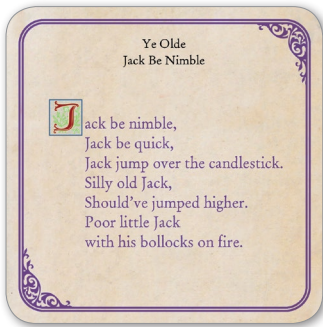 Ye Olde
Jack Be Nimble
Jack be nimble,
Jack be quick,
Jack jump over the candlestick.
Silly old Jack,
Should've jumped higher.
Poor little Jack
with his bollocks on fire.